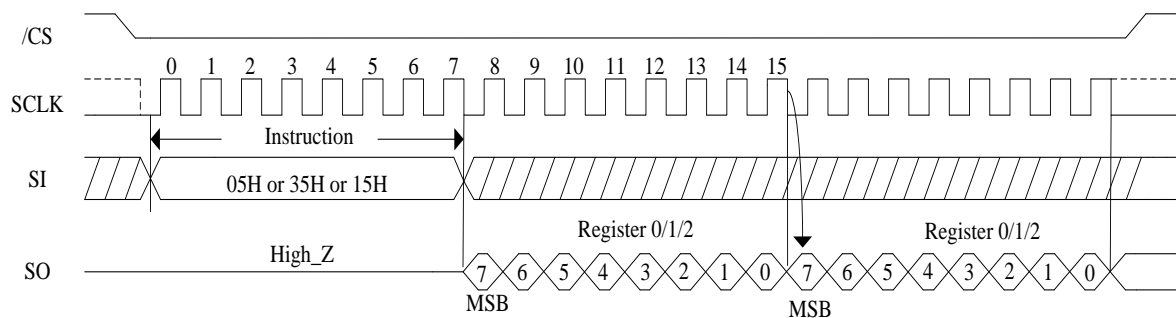 /CS
0 1 2 3 4 5 6 7 8 9 10 11 12 13 14 15
SCLK
Instruction
SI
05H or 35H or 15H
Register 0/1/2 Register 0/1/2
High_Z
SO
7 6 5 4 3 2 1 0 7 6 5 4 3 2 1 0
MSB MSB